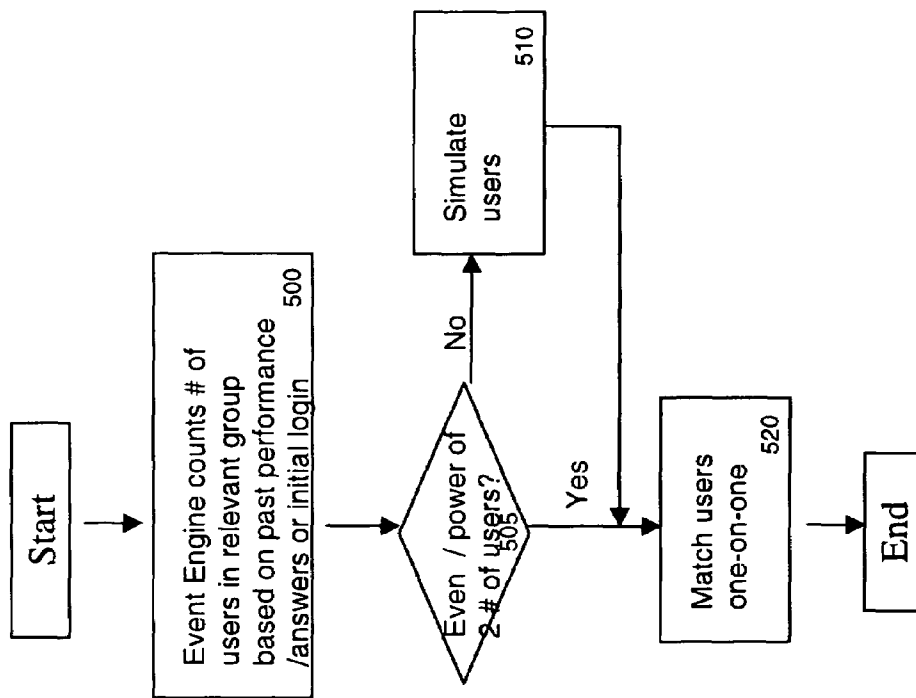 Start
Event Engine counts # of
users in relevant group
based on past performance
/answers or initial login
500
Even / power of
2 # of users?
505
No
Simulate
users
510
Yes
Match users
one-on-one
520
End